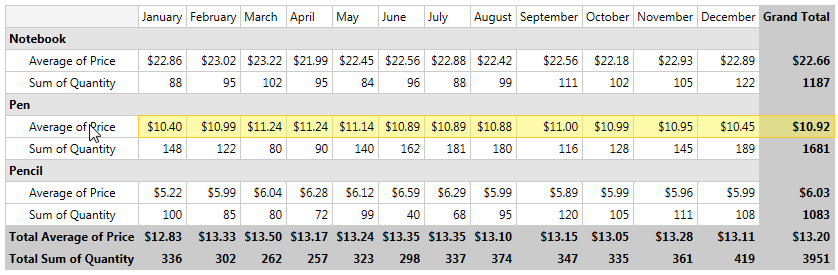 January February March April May June July August September October November December Grand Total
Notebook
Average of Price $22.86 $23.02 $23.22 $21.99 $22.45 $22.56 $22.88 $22.42 $22.56 $22.18 $22.93 $22.89 $22.66
Sum of Quantity 88 95 102 95 84 96 88 99 111 102 105 122 1187
Pen
Average of Price $10.40 $10.99 $11.24 $11.24 $11.14 $10.89 $10.89 $10.88 $11.00 $10.99 $10.95 $10.45 $10.92
Sum of Quantity 148 122 80 90 140 162 181 180 116 128 145 189 1681
Pencil
Average of Price $5.22 $5.99 $6.04 $6.28 $6.12 $6.59 $6.29 $5.99 $5.89 $5.99 $5.96 $5.99 $6.03
Sum of Quantity 100 85 80 72 99 40 68 95 120 105 111 108 1083
Total Average of Price $12.83 $13.33 $13.50 $13.17 $13.24 $13.35 $13.35 $13.10 $13.15 $13.05 $13.28 $13.11 $13.20
Total Sum of Quantity 336 302 262 257 323 298 337 374 347 335 361 419 3951